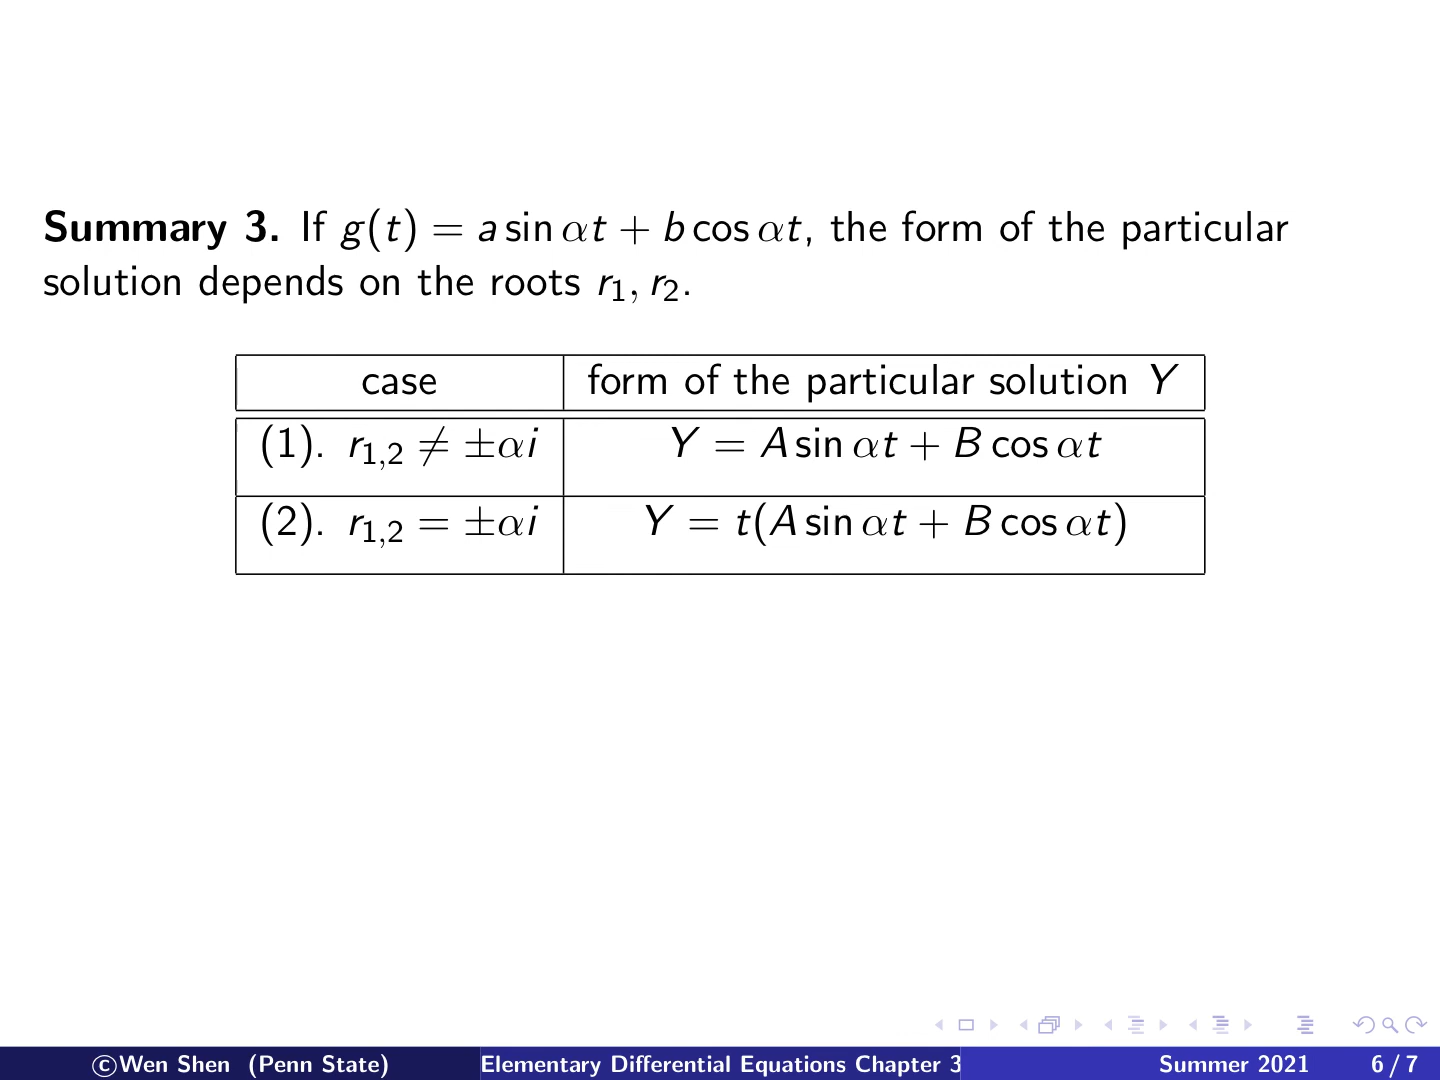 Summary 3. If g(t) = a sin αt + b cos αt, the form of the particular
solution depends on the roots r₁, r₂.
case form of the particular solution Y
(1). r₁,₂ ≠ ±αi Y = A sin αt + B cos αt
(2). r₁,₂ = ±αi Y = t(A sin αt + B cos αt)
©Wen Shen (Penn State) Elementary Differential Equations Chapter 3 Summer 2021 6 / 7